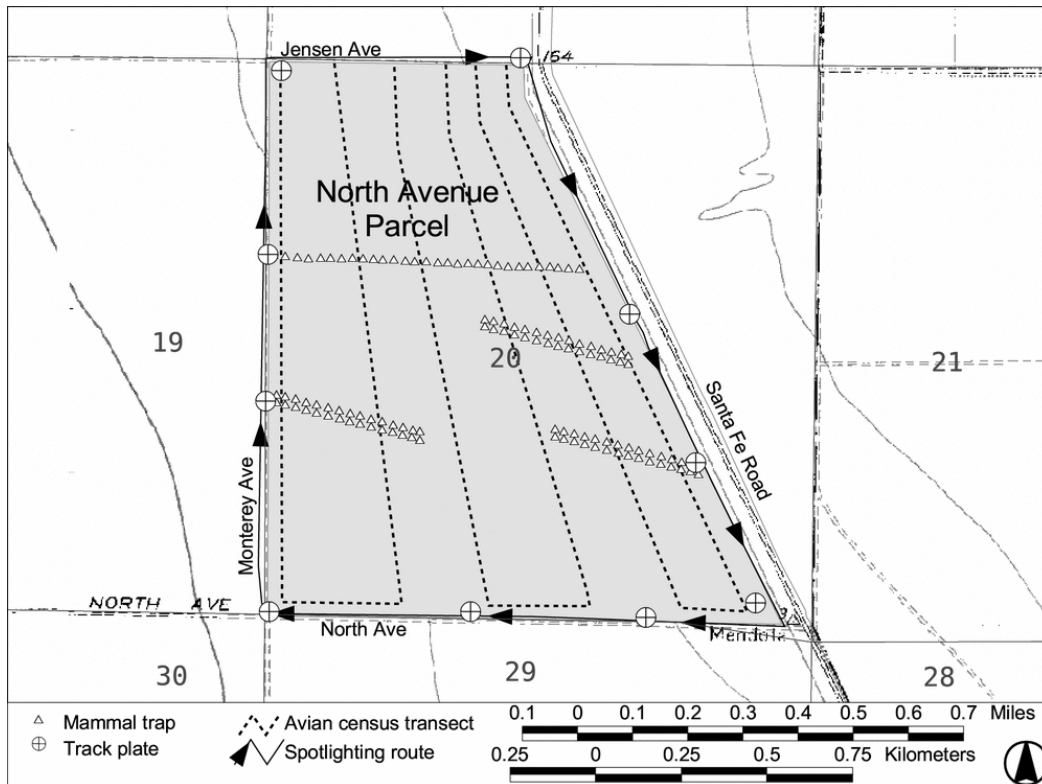 Jensen Ave
164
North Avenue
Parcel
19
20
21
Santa Fe Road
Monterey Ave
NORTH AVE
North Ave
30
29
28
Mammal trap
Track plate
Avian census transect
Spotlighting route
0.1 0 0.1 0.2 0.3 0.4 0.5 0.6 0.7 Miles
0.25 0 0.25 0.5 0.75 Kilometers